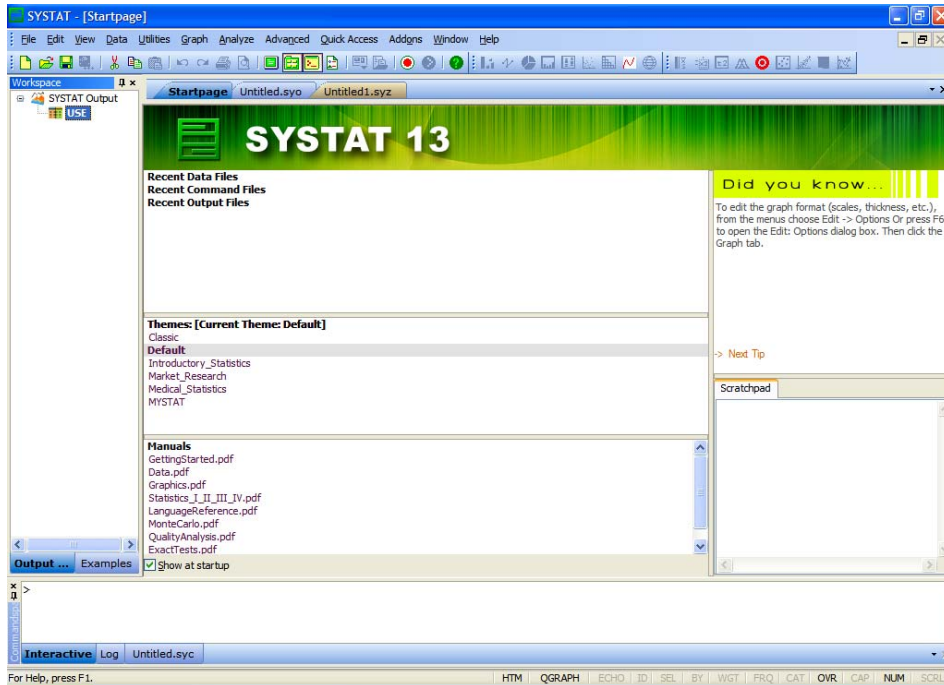 SYSTAT - [Startpage]
File Edit View Data Utilities Graph Analyze Advanced Quick Access Addons Window Help
Workspace
SYSTAT Output
USE
Output ... Examples
Startpage Untitled.syo Untitled1.syz
SYSTAT 13
Recent Data Files
Recent Command Files
Recent Output Files
Themes: [Current Theme: Default]
Classic
Default
Introductory_Statistics
Market_Research
Medical_Statistics
MYSTAT
Manuals
GettingStarted.pdf
Data.pdf
Graphics.pdf
Statistics_I_II_III_IV.pdf
LanguageReference.pdf
MonteCarlo.pdf
QualityAnalysis.pdf
ExactTests.pdf
Show at startup
Did you know...
To edit the graph format (scales, thickness, etc.),
from the menus choose Edit -> Options Or press F6
to open the Edit: Options dialog box. Then click the
Graph tab.
-> Next Tip
Scratchpad
>
Interactive Log Untitled.syc
For Help, press F1.
HTM QGRAPH ECHO ID SEL BY WGT FRQ CAT OVR CAP NUM SCRL